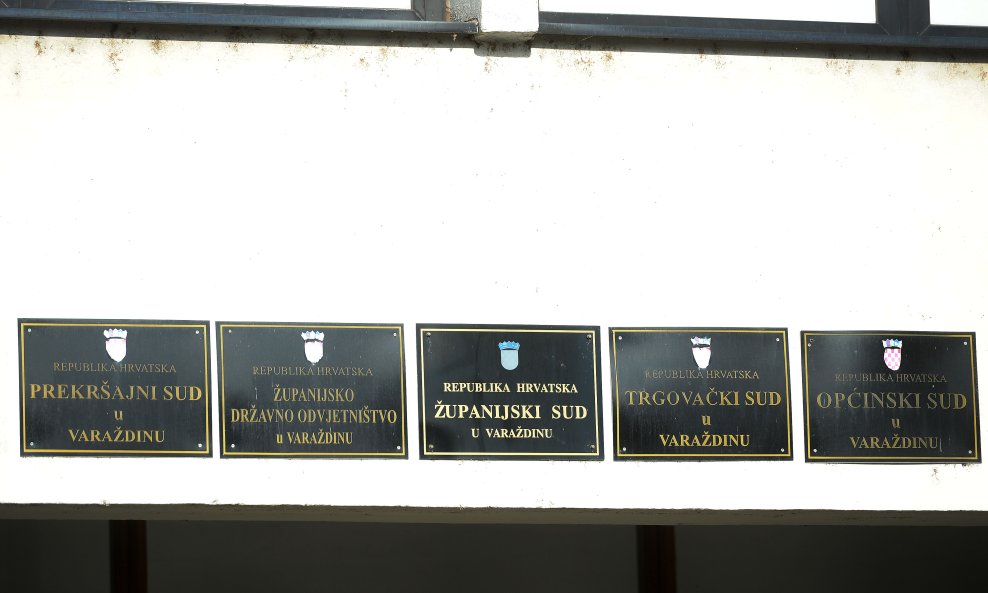 REPUBLIKA HRVATSKA
PREKRŠAJNI SUD
u
VARAŽDINU
REPUBLIKA HRVATSKA
ŽUPANIJSKO
DRŽAVNO ODVJETNIŠTVO
u VARAŽDINU
REPUBLIKA HRVATSKA
ŽUPANIJSKI SUD
U VARAŽDINU
REPUBLIKA HRVATSKA
TRGOVAČKI SUD
u
VARAŽDINU
REPUBLIKA HRVATSKA
OPĆINSKI SUD
u
VARAŽDINU